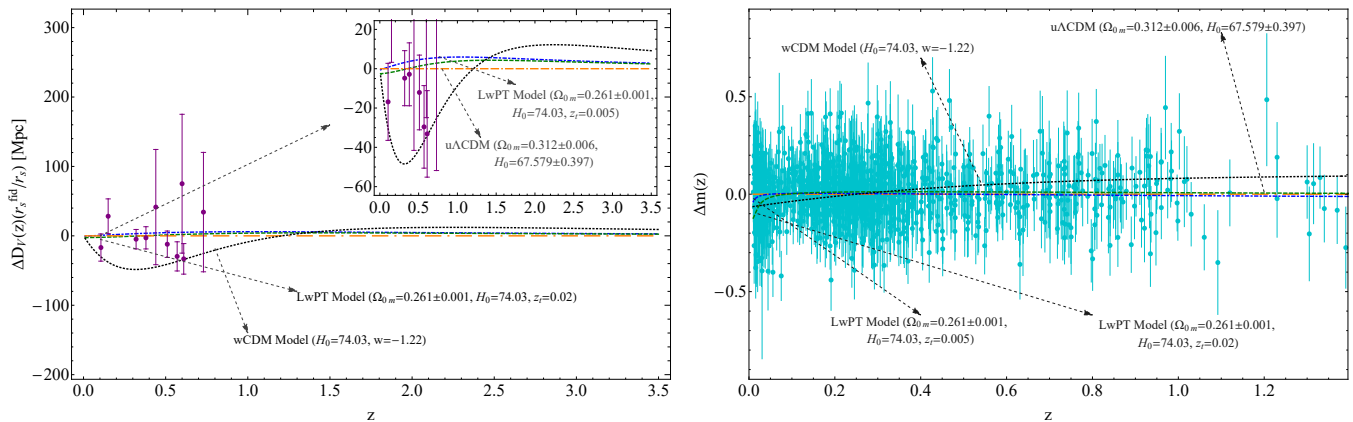 300
200
100
0
−100
−200
ΔD_V(z)(r_s^fid/r_s) [Mpc]
0.0 0.5 1.0 1.5 2.0 2.5 3.0 3.5
z
20
0
−20
−40
−60
0.0 0.5 1.0 1.5 2.0 2.5 3.0 3.5
LwPT Model (Ω_0m=0.261±0.001,
H_0=74.03, z_t=0.005)
uΛCDM (Ω_0m=0.312±0.006,
H_0=67.579±0.397)
LwPT Model (Ω_0m=0.261±0.001, H_0=74.03, z_t=0.02)
wCDM Model (H_0=74.03, w=−1.22)
0.5
0.0
−0.5
Δm(z)
0.0 0.2 0.4 0.6 0.8 1.0 1.2
z
uΛCDM (Ω_0m=0.312±0.006, H_0=67.579±0.397)
wCDM Model (H_0=74.03, w=−1.22)
LwPT Model (Ω_0m=0.261±0.001,
H_0=74.03, z_t=0.005)
LwPT Model (Ω_0m=0.261±0.001,
H_0=74.03, z_t=0.02)